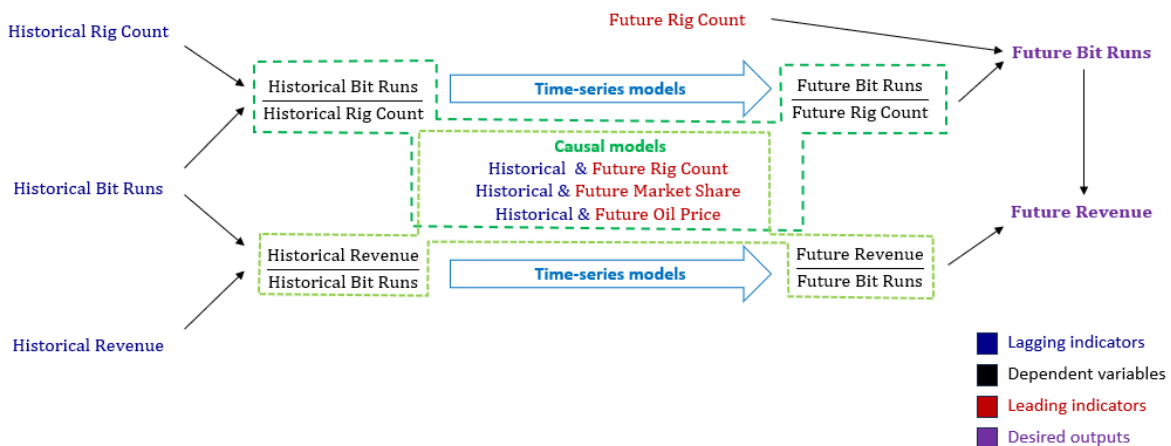 Historical Rig Count
Future Rig Count
Future Bit Runs
Historical Bit Runs
Historical Rig Count
Time-series models
Future Bit Runs
Future Rig Count
Causal models
Historical & Future Rig Count
Historical & Future Market Share
Historical & Future Oil Price
Historical Bit Runs
Future Revenue
Historical Revenue
Historical Bit Runs
Time-series models
Future Revenue
Future Bit Runs
Historical Revenue
Lagging indicators
Dependent variables
Leading indicators
Desired outputs